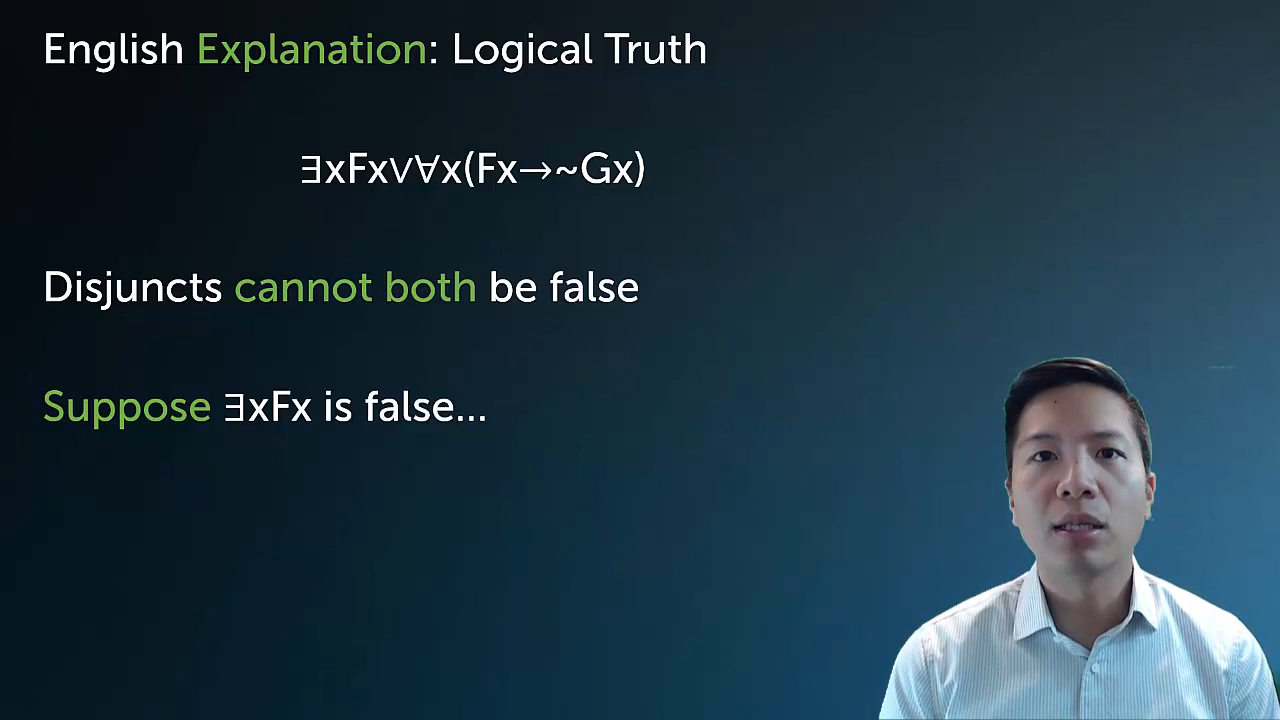 English Explanation: Logical Truth
∃xFx∨∀x(Fx→~Gx)
Disjuncts cannot both be false
Suppose ∃xFx is false...